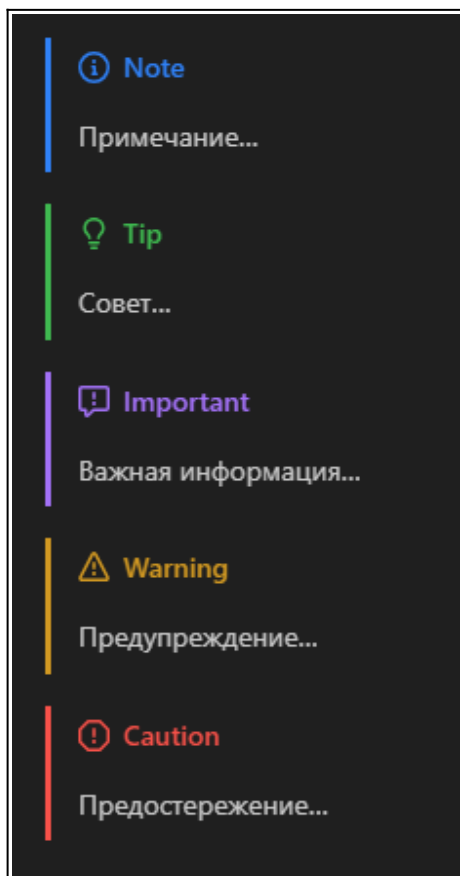 Note
Примечание...
Tip
Совет...
Important
Важная информация...
Warning
Предупреждение...
Caution
Предостережение...